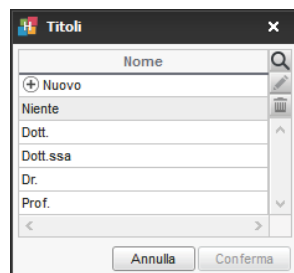 Titoli
Nome
Nuovo
Niente
Dott.
Dott.ssa
Dr.
Prof.
Annulla Conferma